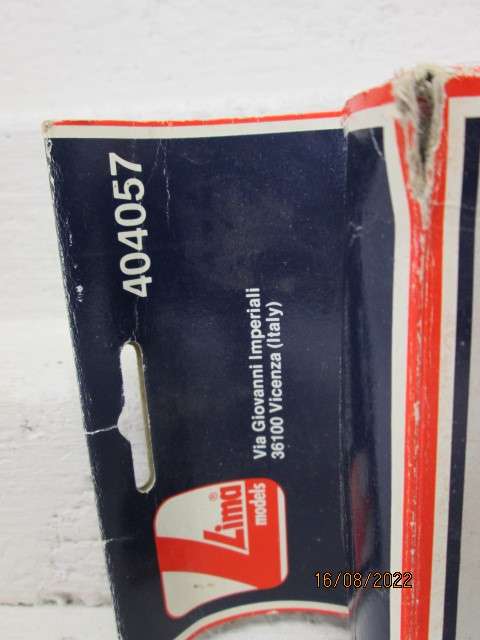 404057
Via Giovanni Imperiali
36100 Vicenza (Italy)
Lima®
models
16/08/2022